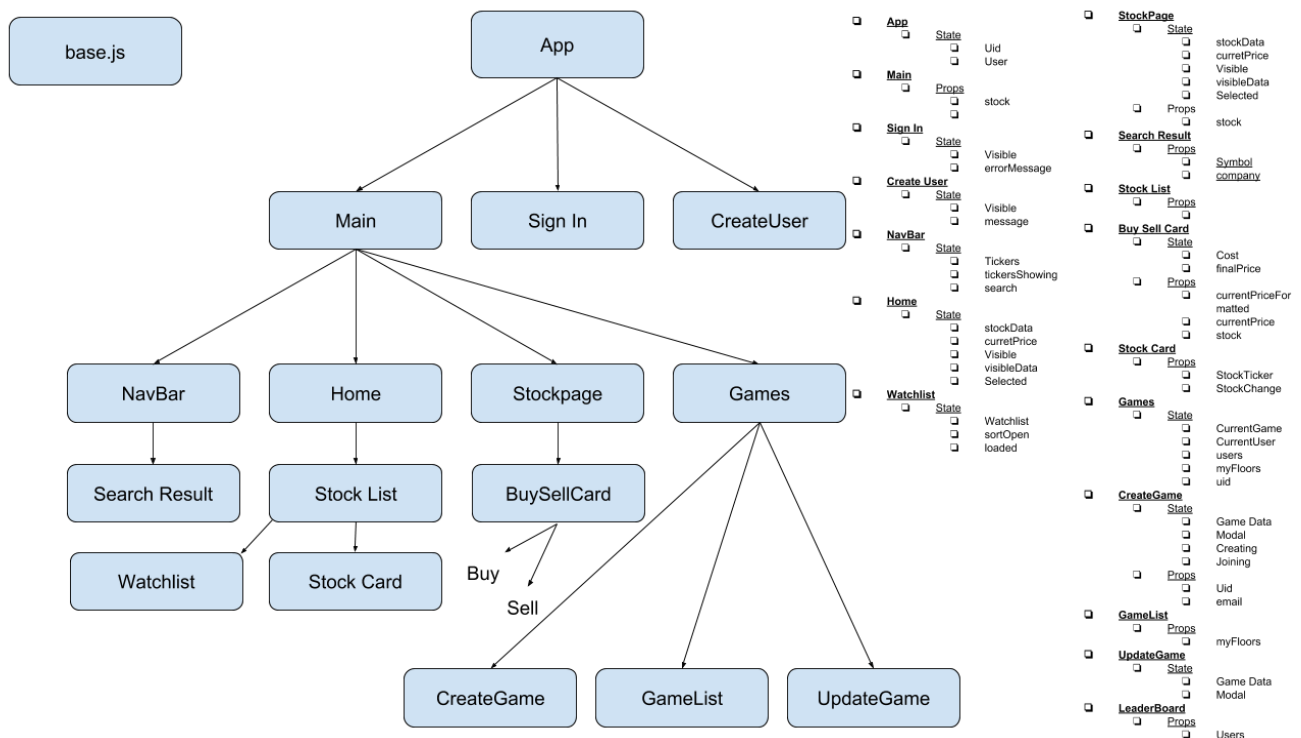 base.js
App
Main
Sign In
CreateUser
NavBar
Home
Stockpage
Games
Search Result
Stock List
BuySellCard
Watchlist
Stock Card
Buy
Sell
CreateGame
GameList
UpdateGame
App
State
Uid
User
Main
Props
stock
Sign In
State
Visible
errorMessage
Create User
State
Visible
message
NavBar
State
Tickers
tickersShowing
search
Home
State
stockData
curretPrice
Visible
visibleData
Selected
Watchlist
State
Watchlist
sortOpen
loaded
StockPage
State
stockData
curretPrice
Visible
visibleData
Selected
Props
stock
Search Result
Props
Symbol
company
Stock List
Props
Buy Sell Card
State
Cost
finalPrice
Props
currentPriceFor
matted
currentPrice
stock
Stock Card
Props
StockTicker
StockChange
Games
State
CurrentGame
CurrentUser
users
myFloors
uid
CreateGame
State
Game Data
Modal
Creating
Joining
Props
Uid
email
GameList
Props
myFloors
UpdateGame
State
Game Data
Modal
LeaderBoard
Props
Users